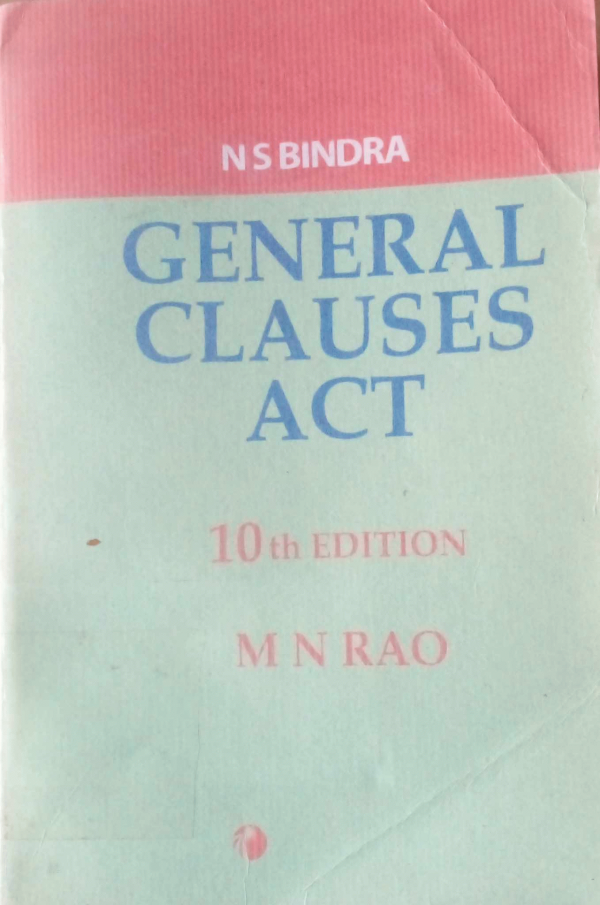 N S BINDRA
GENERAL
CLAUSES
ACT
10th EDITION
M N RAO